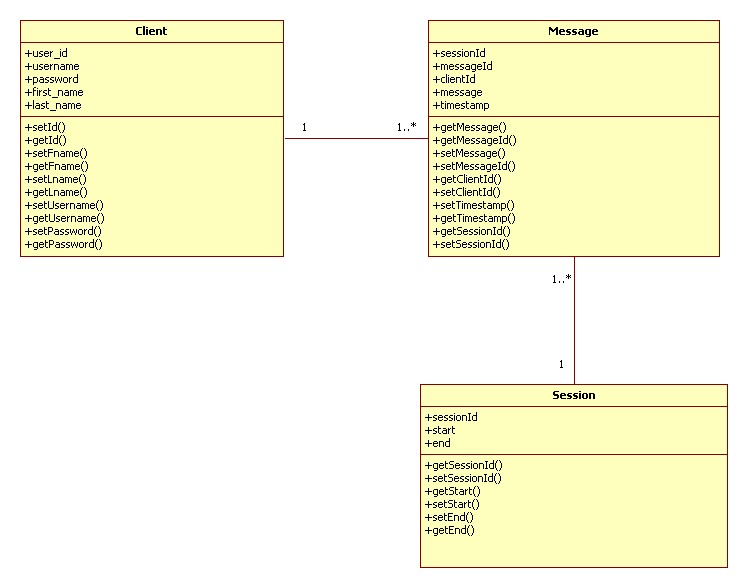 Client
+user_id
+username
+password
+first_name
+last_name
+setId()
+getId()
+setFname()
+getFname()
+setLname()
+getLname()
+setUsername()
+getUsername()
+setPassword()
+getPassword()
1
1..*
Message
+sessionId
+messageId
+clientId
+message
+timestamp
+getMessage()
+getMessageId()
+setMessage()
+setMessageId()
+getClientId()
+setClientId()
+setTimestamp()
+getTimestamp()
+getSessionId()
+setSessionId()
1..*
1
Session
+sessionId
+start
+end
+getSessionId()
+setSessionId()
+getStart()
+setStart()
+setEnd()
+getEnd()